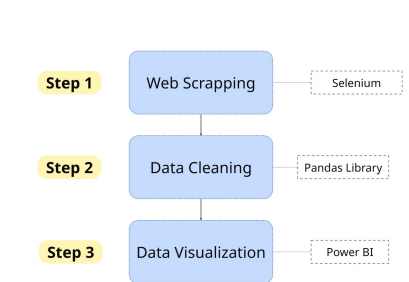 Step 1
Web Scrapping
Selenium
Step 2
Data Cleaning
Pandas Library
Step 3
Data Visualization
Power BI